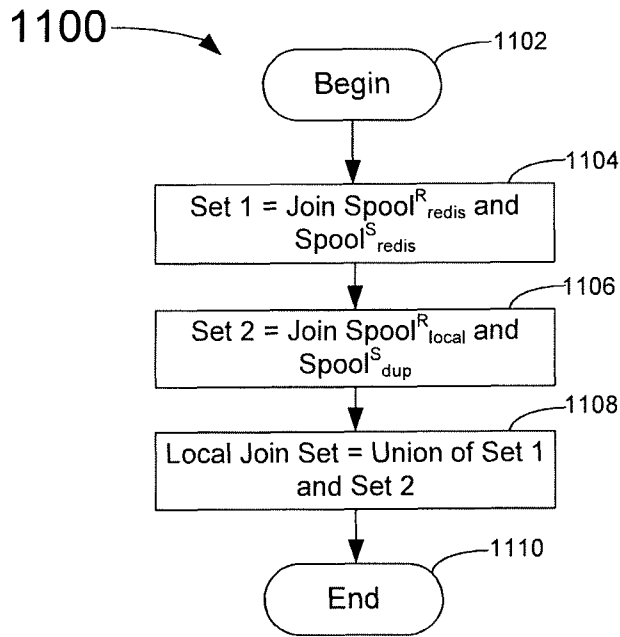 1100
1102
Begin
1104
Set 1 = Join Spool^R_redis and
Spool^S_redis
1106
Set 2 = Join Spool^R_local and
Spool^S_dup
1108
Local Join Set = Union of Set 1
and Set 2
1110
End